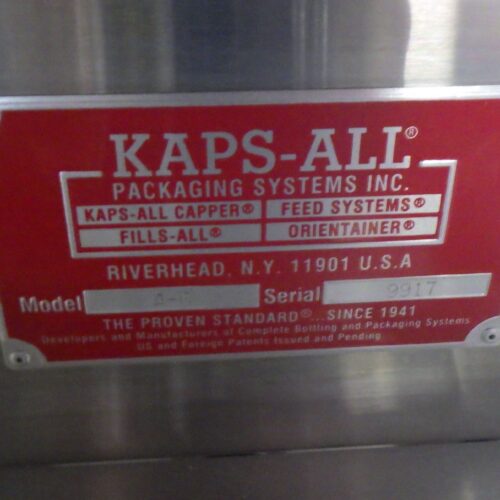 KAPS-ALL®
PACKAGING SYSTEMS INC.
KAPS-ALL CAPPER® FEED SYSTEMS®
FILLS-ALL® ORIENTAINER®
RIVERHEAD, N.Y. 11901 U.S.A
Model Serial 9917
THE PROVEN STANDARD®...SINCE 1941
Developers and Manufacturers of Complete Bottling and Packaging Systems
US and Foreign Patents Issued and Pending